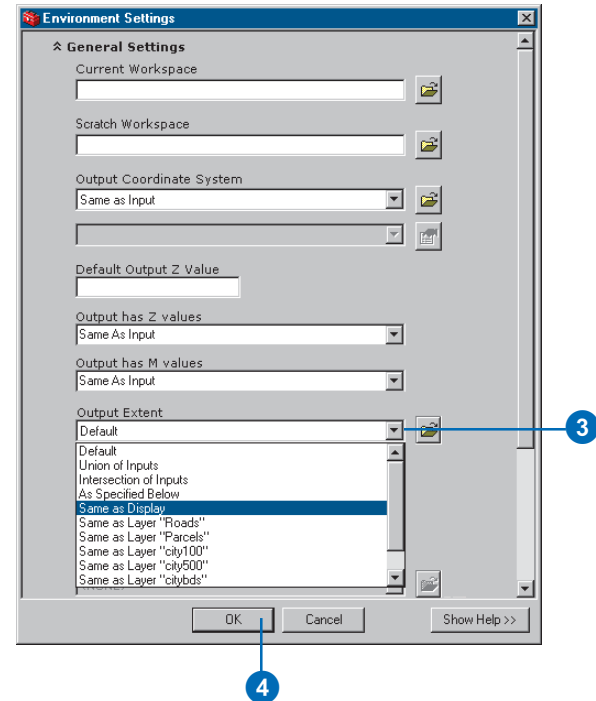 Environment Settings
General Settings
Current Workspace
Scratch Workspace
Output Coordinate System
Same as Input
Default Output Z Value
Output has Z values
Same As Input
Output has M values
Same As Input
Output Extent
Default
3
Default
Union of Inputs
Intersection of Inputs
As Specified Below
Same as Display
Same as Layer "Roads"
Same as Layer "Parcels"
Same as Layer "city100"
Same as Layer "city500"
Same as Layer "citybds"
OK
Cancel
Show Help >>
4